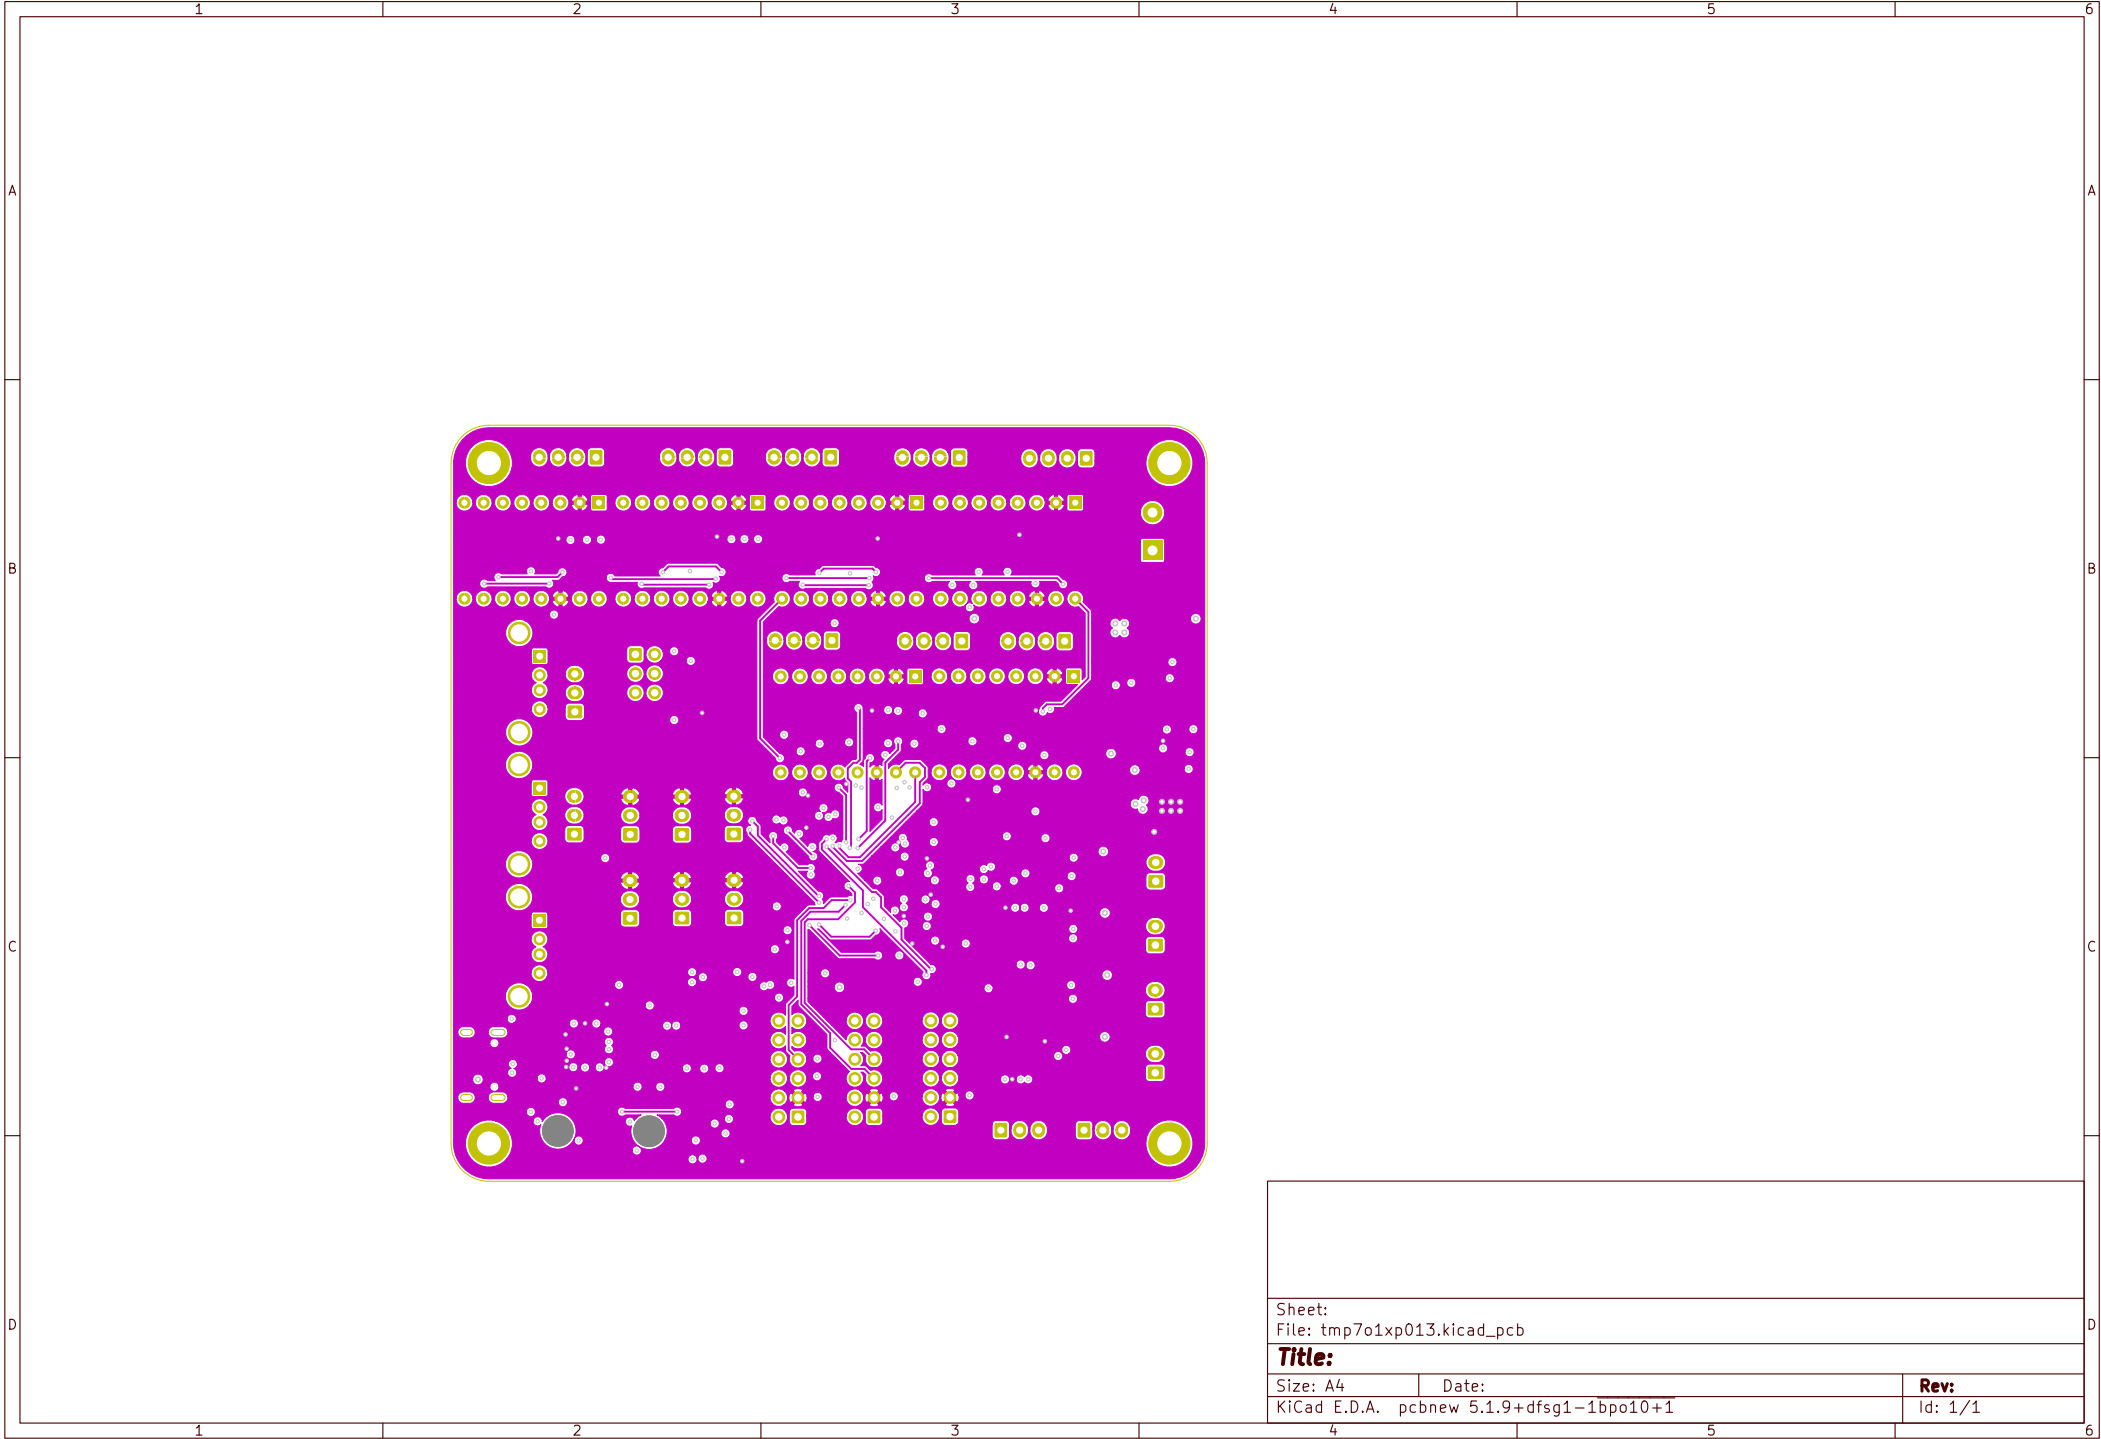 1 2 3 4 5 6
A A
B B
C C
D D
Sheet:
File: tmp7o1xp013.kicad_pcb
Title:
Size: A4 Date: Rev:
KiCad E.D.A. pcbnew 5.1.9+dfsg1-1bpo10+1 Id: 1/1
1 2 3 4 5 6